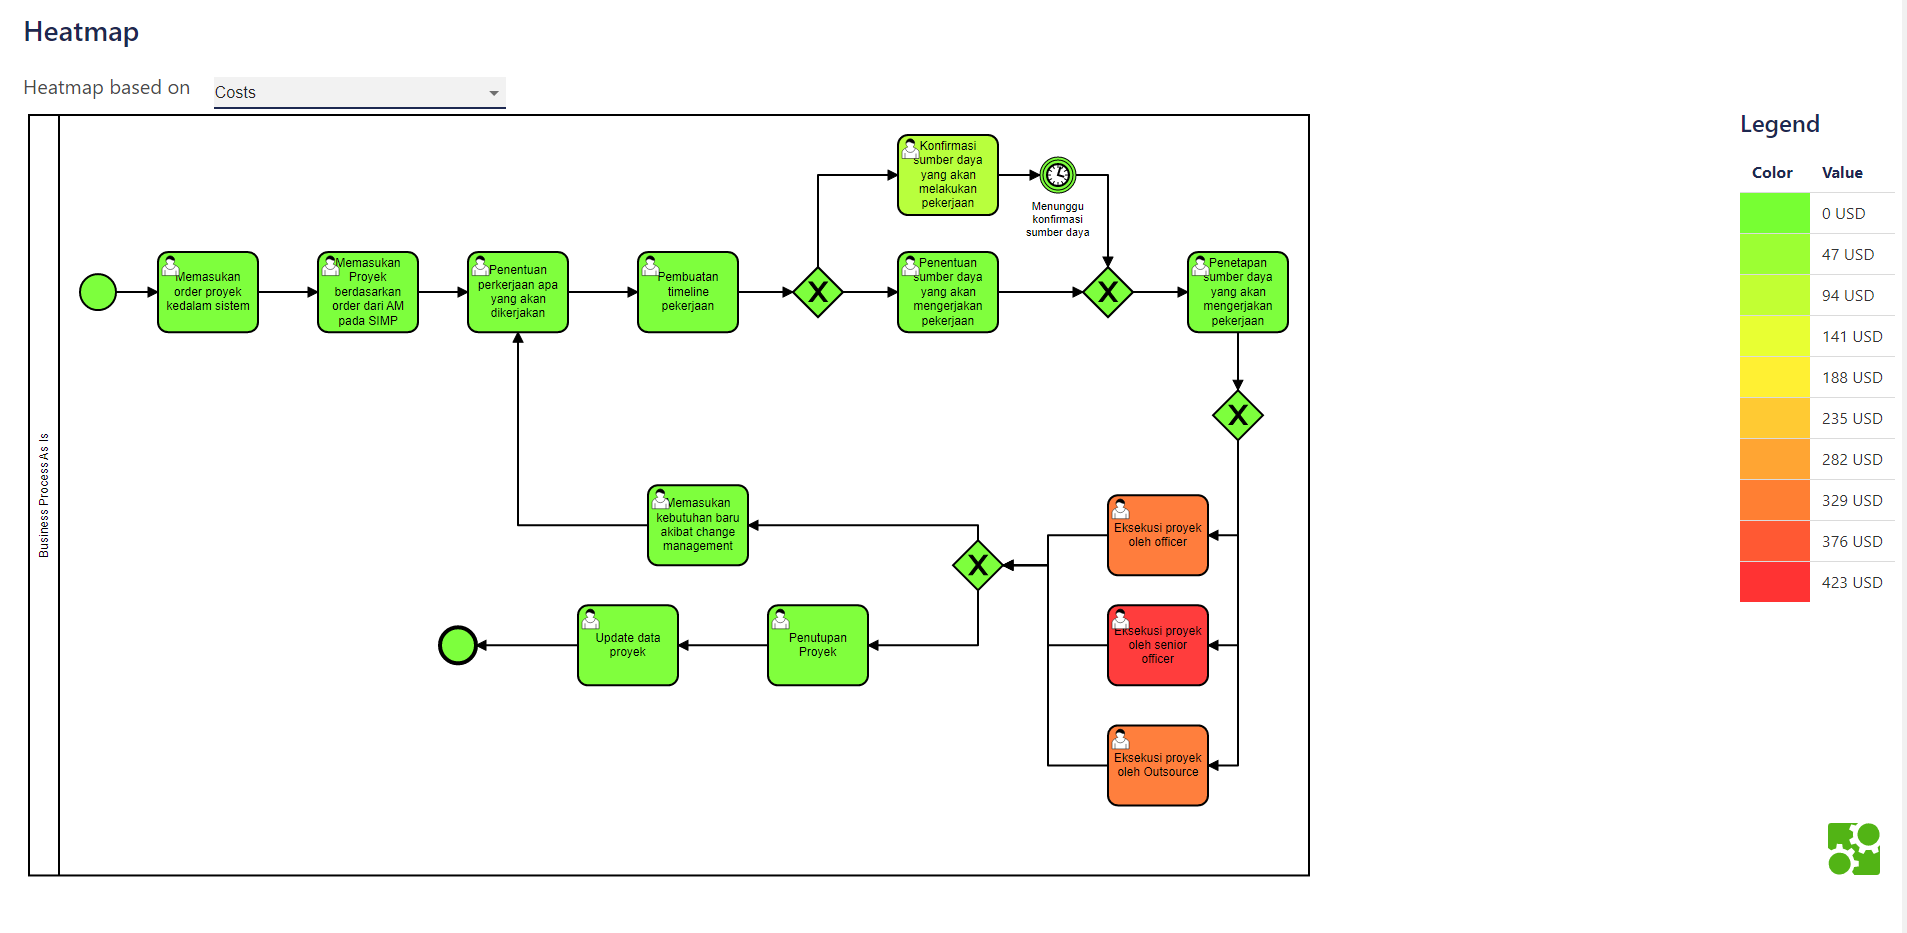 Heatmap
Heatmap based on
Costs
Legend
Color Value
0 USD
47 USD
94 USD
141 USD
188 USD
235 USD
282 USD
329 USD
376 USD
423 USD
Business Process As Is
Memasukan
order proyek
kedalam sistem
Memasukan
Proyek
berdasarkan
order dari AM
pada SIMP
Penentuan
perkerjaan apa
yang akan
dikerjakan
Pembuatan
timeline
pekerjaan
X
Konfirmasi
sumber daya
yang akan
melakukan
pekerjaan
Menunggu
konfirmasi
sumber daya
Penentuan
sumber daya
yang akan
mengerjakan
pekerjaan
X
Penetapan
sumber daya
yang akan
mengerjakan
pekerjaan
X
Eksekusi proyek
oleh officer
Eksekusi proyek
oleh senior
officer
Eksekusi proyek
oleh Outsource
X
Memasukan
kebutuhan baru
akibat change
management
Penutupan
Proyek
Update data
proyek